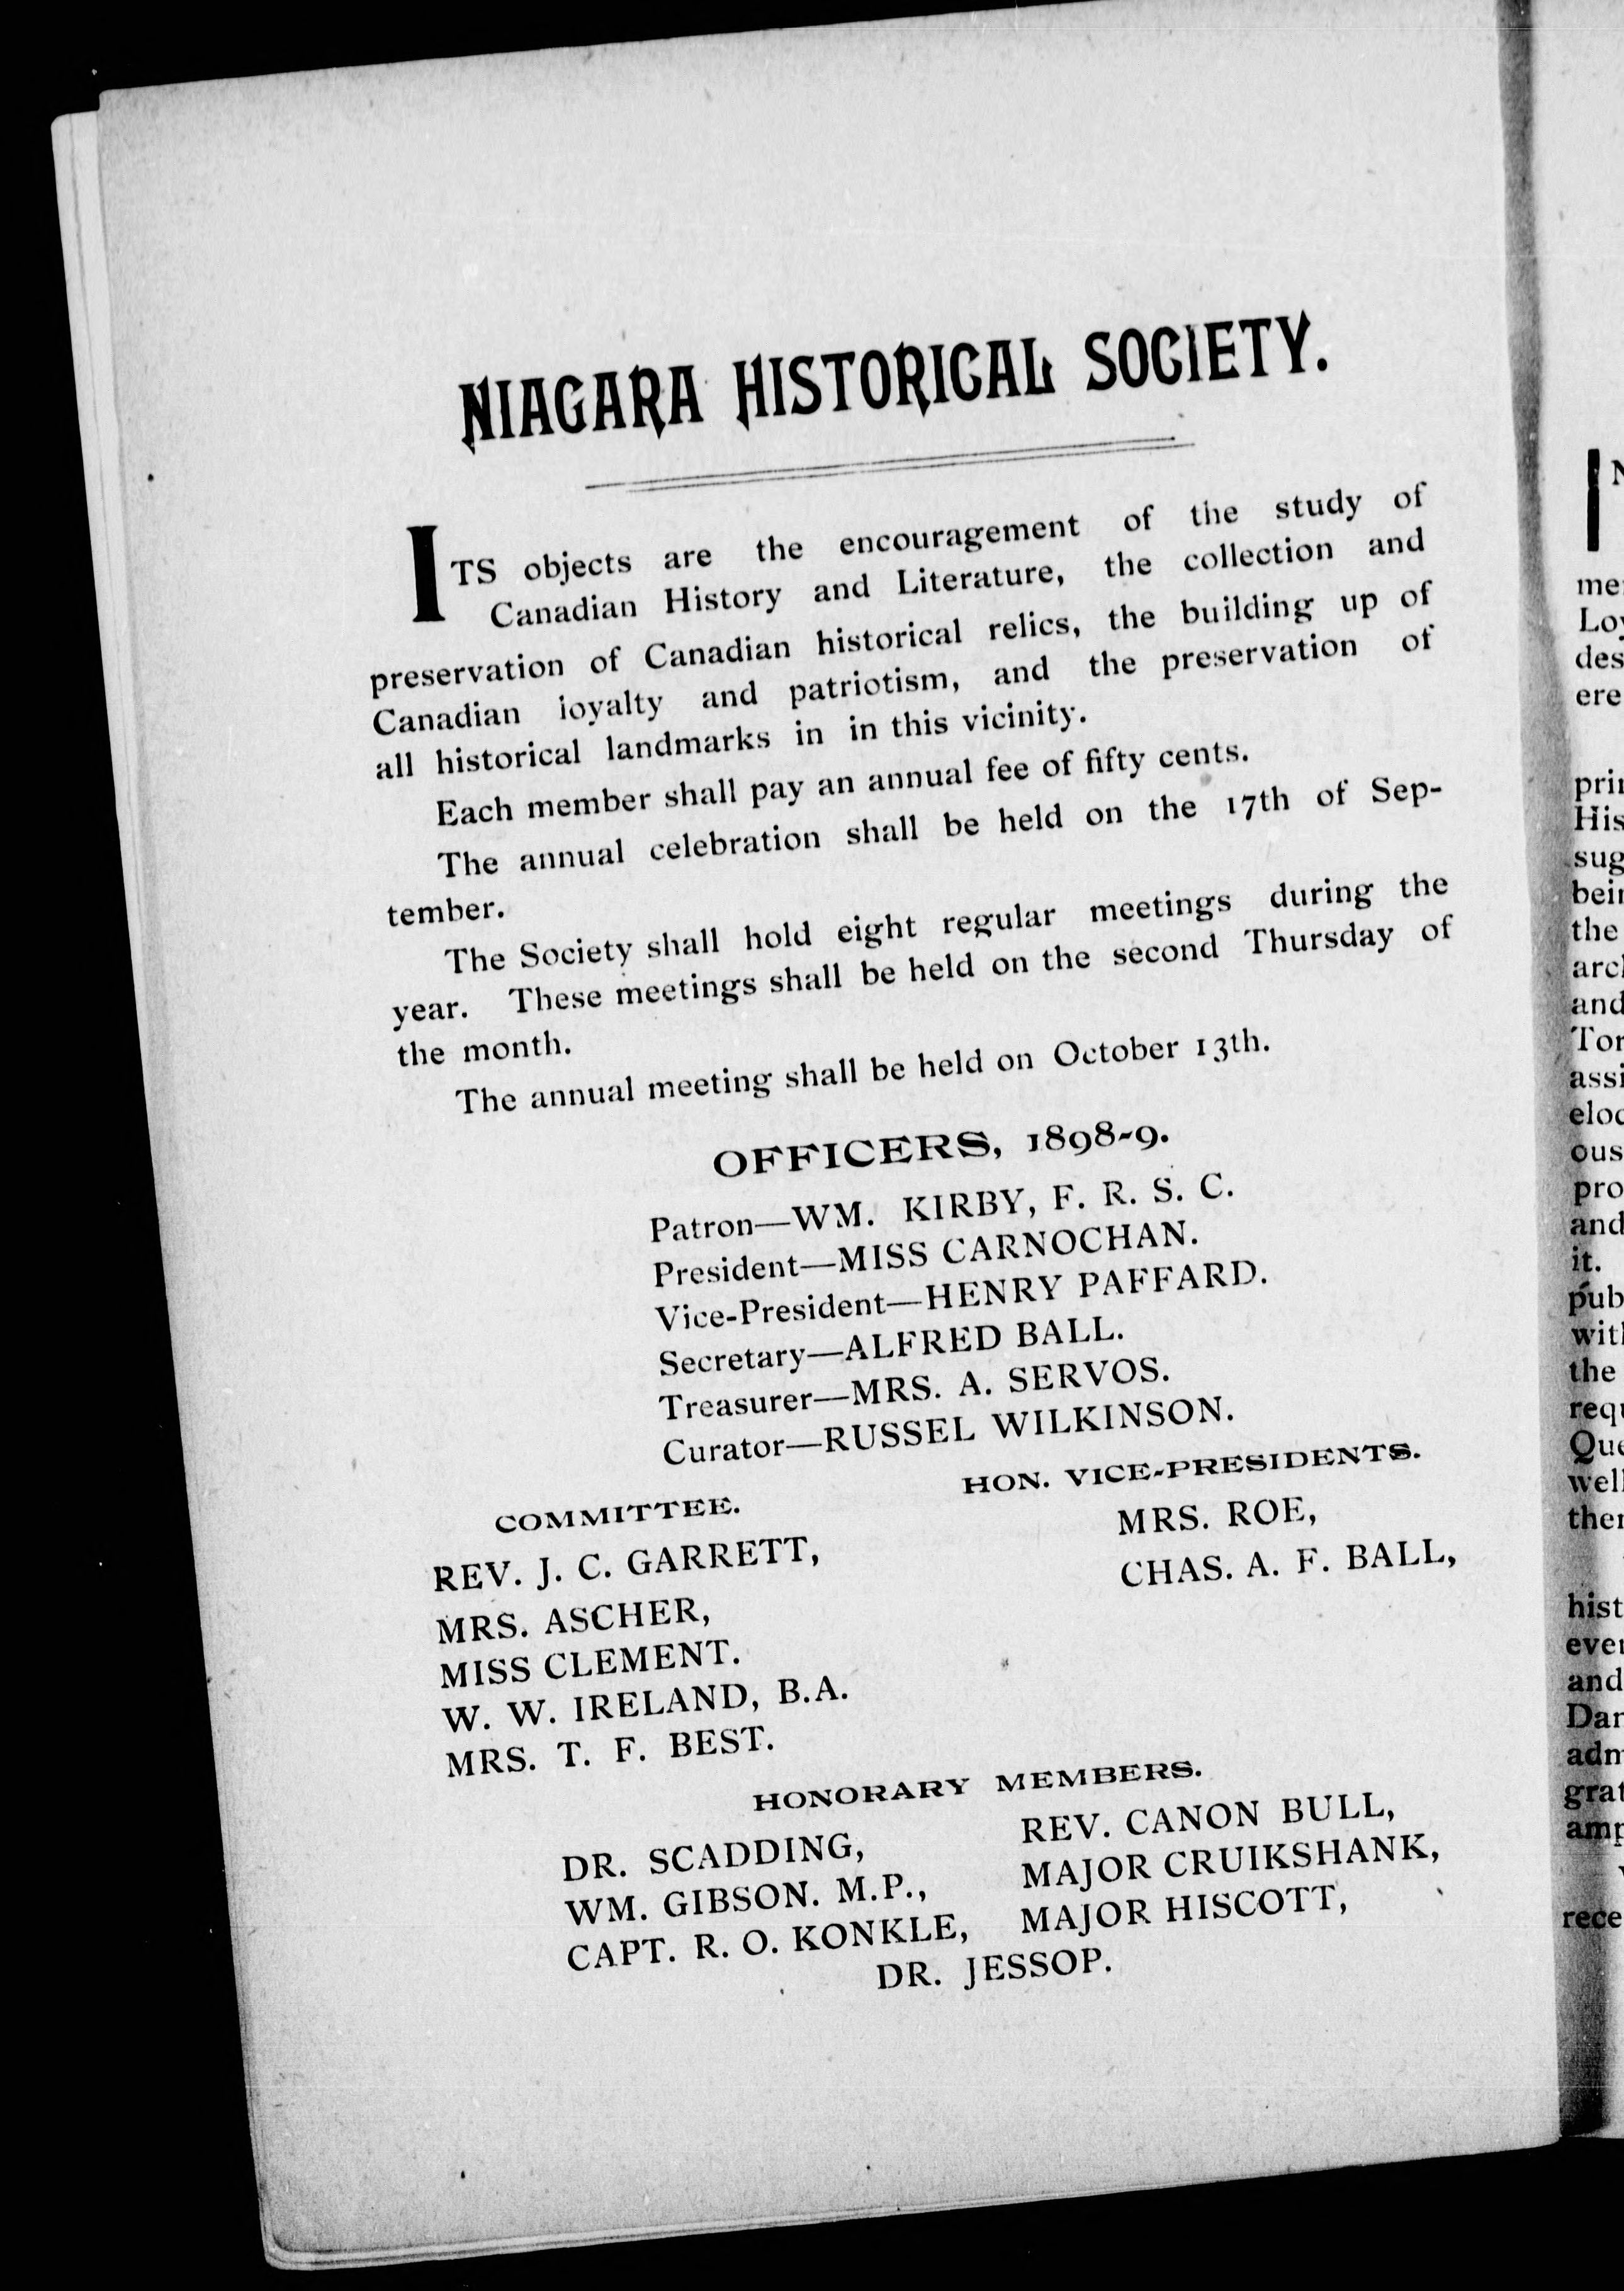 NIAGARA HISTORICAL SOCIETY.
ITS objects are the encouragement of the study of
Canadian History and Literature, the collection and
preservation of Canadian historical relics, the building up of
Canadian ioyalty and patriotism, and the preservation of
all historical landmarks in in this vicinity.
Each member shall pay an annual fee of fifty cents.
The annual celebration shall be held on the 17th of Sep-
tember.
The Society shall hold eight regular meetings during the
year. These meetings shall be held on the second Thursday of
the month.
The annual meeting shall be held on October 13th.
OFFICERS, 1898-9.
Patron—WM. KIRBY, F. R. S. C.
President—MISS CARNOCHAN.
Vice-President—HENRY PAFFARD.
Secretary—ALFRED BALL.
Treasurer—MRS. A. SERVOS.
Curator—RUSSEL WILKINSON.
COMMITTEE.
REV. J. C. GARRETT,
MRS. ASCHER,
MISS CLEMENT.
W. W. IRELAND, B.A.
MRS. T. F. BEST.
HON. VICE-PRESIDENTS.
MRS. ROE,
CHAS. A. F. BALL,
HONORARY MEMBERS.
DR. SCADDING,
WM. GIBSON. M.P.,
CAPT. R. O. KONKLE,
REV. CANON BULL,
MAJOR CRUIKSHANK,
MAJOR HISCOTT,
DR. JESSOP.
the
and
and
it.
the
and